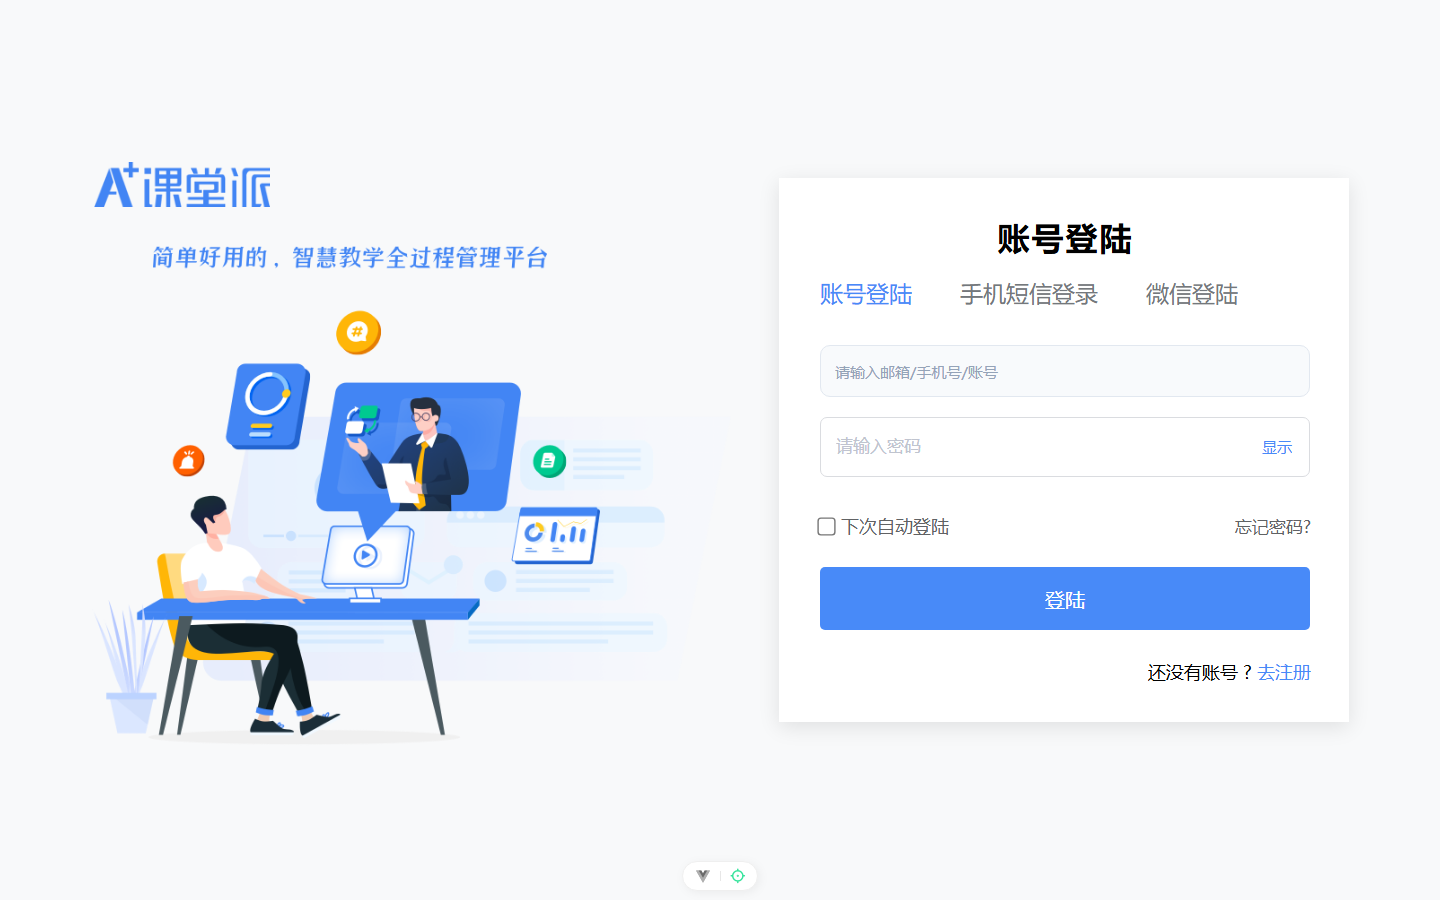 A+课堂派
简单好用的，智慧教学全过程管理平台
账号登陆
账号登陆 手机短信登录 微信登陆
请输入邮箱/手机号/账号
请输入密码 显示
下次自动登陆 忘记密码?
登陆
还没有账号？去注册